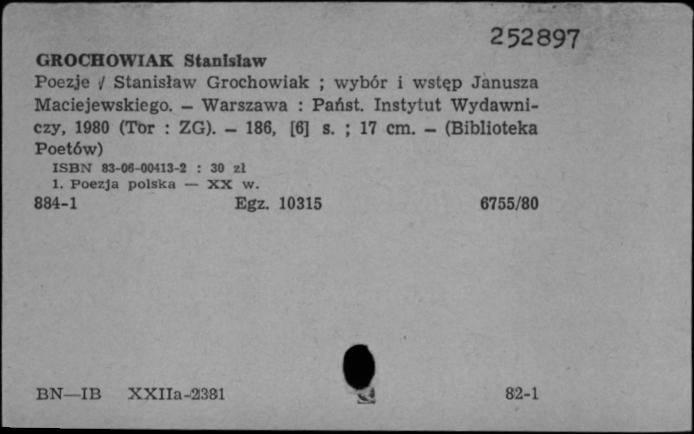 252897
GROCHOWIAK Stanisław
Poezje / Stanisław Grochowiak ; wybór i wstęp Janusza
Maciejewskiego. — Warszawa : Państ. Instytut Wydawni-
czy, 1980 (Tor : ZG). — 186, [6] s. ; 17 cm. — (Biblioteka
Poetów)
ISBN 83-06-00413-2 : 30 zł
1. Poezja polska — XX w.
884-1 Egz. 10315 6755/80
BN—IB XXIIa-2381 82-1